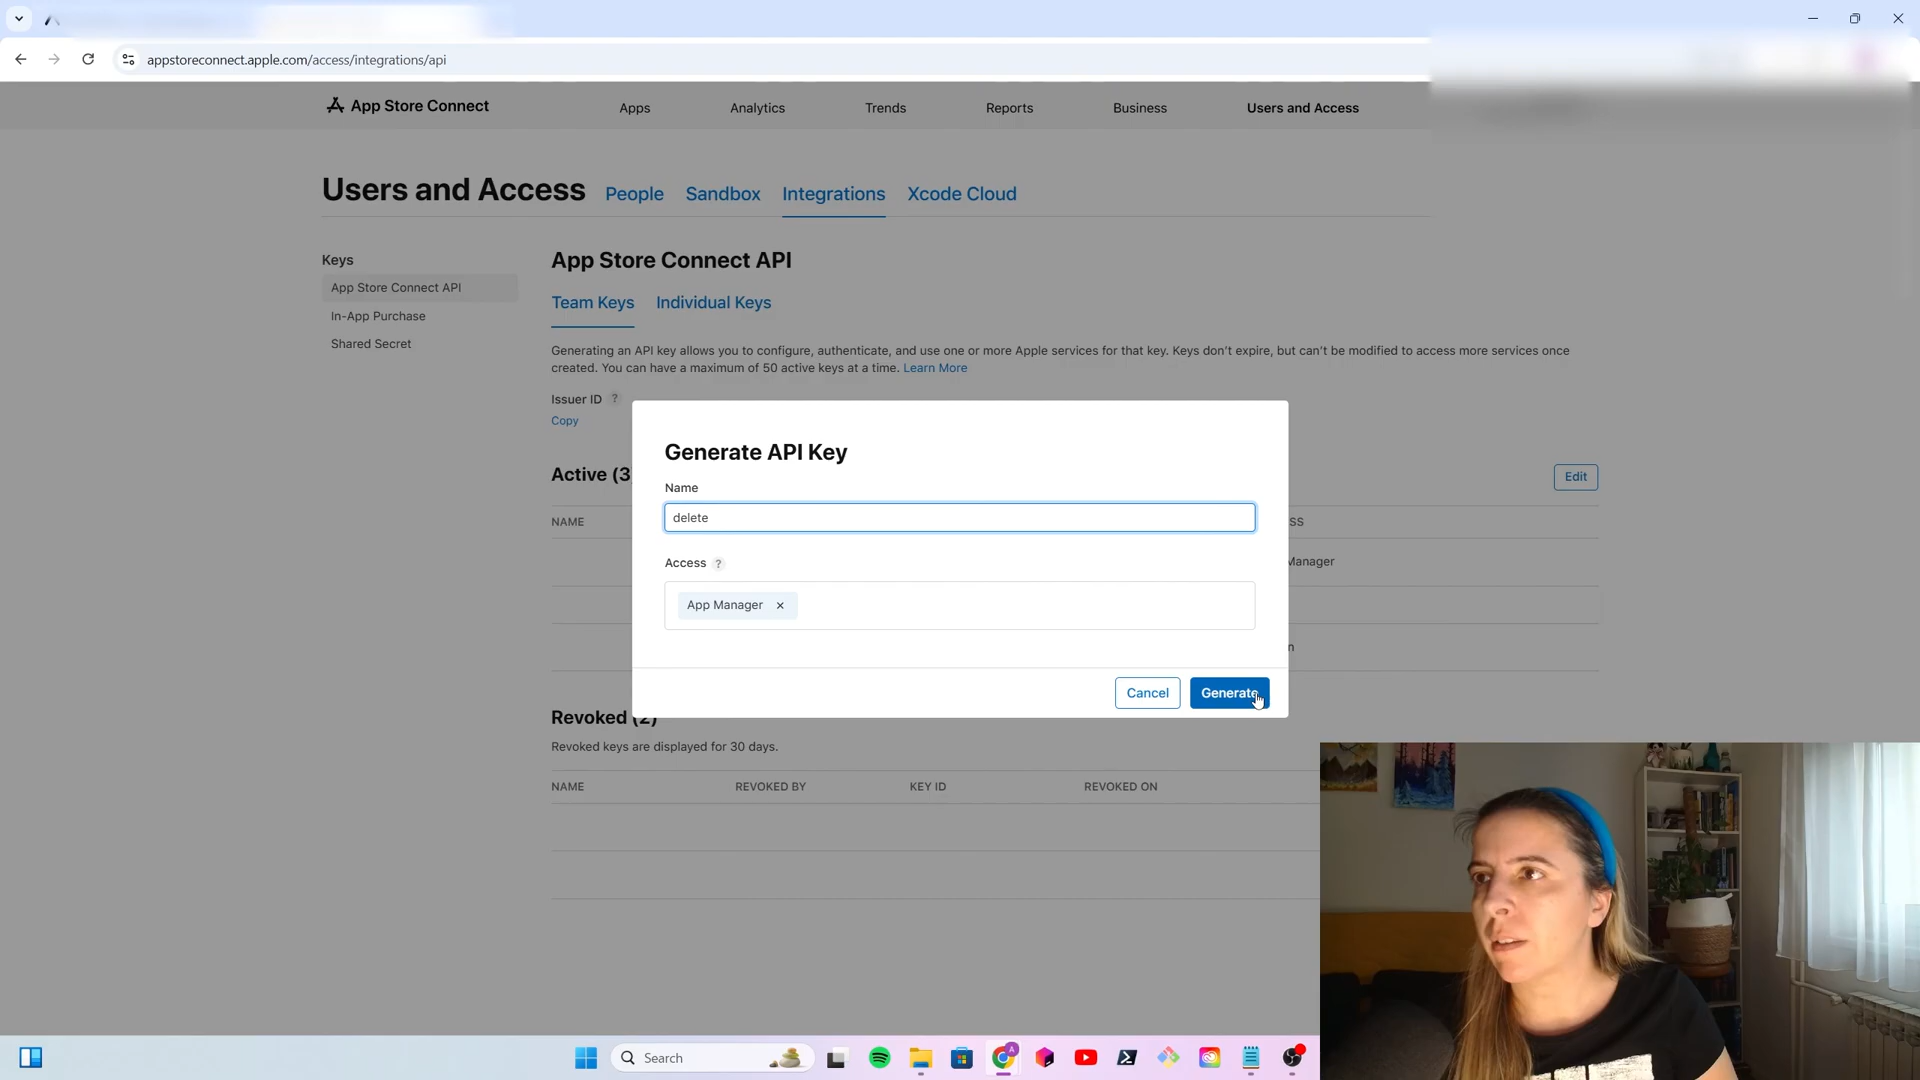 appstoreconnect.apple.com/access/integrations/api
App Store Connect
Apps
Analytics
Trends
Reports
Business
Users and Access
Users and Access
People
Sandbox
Integrations
Xcode Cloud
Keys
App Store Connect API
In-App Purchase
Shared Secret
App Store Connect API
Team Keys
Individual Keys
Generating an API key allows you to configure, authenticate, and use one or more Apple services for that key. Keys don't expire, but can't be modified to access more services once
created. You can have a maximum of 50 active keys at a time. Learn More
Issuer ID ?
Copy
Active (3
Edit
NAME
SS
Manager
n
Generate API Key
Name
delete
Access ?
App Manager ×
Cancel
Generate
Revoked (2)
Revoked keys are displayed for 30 days.
NAME
REVOKED BY
KEY ID
REVOKED ON
Search
A